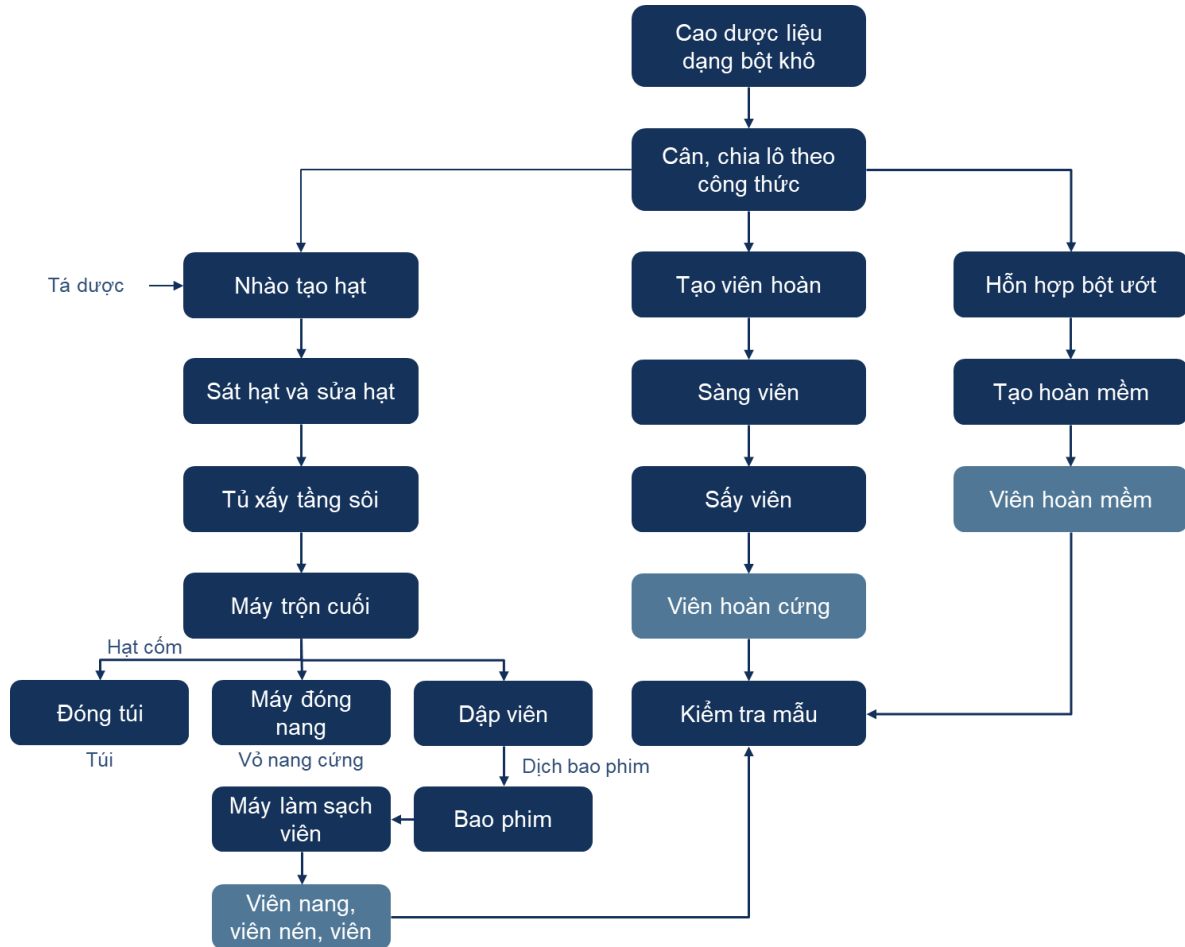 Cao dược liệu
dạng bột khô
Cân, chia lô theo
công thức
Tá dược
Nhào tạo hạt
Tạo viên hoàn
Hỗn hợp bột ướt
Sát hạt và sửa hạt
Sàng viên
Tạo hoàn mềm
Tủ xấy tầng sôi
Sấy viên
Viên hoàn mềm
Máy trộn cuối
Viên hoàn cứng
Hạt cốm
Đóng túi
Máy đóng
nang
Dập viên
Kiểm tra mẫu
Túi
Vỏ nang cứng
Dịch bao phim
Máy làm sạch
viên
Bao phim
Viên nang,
viên nén, viên